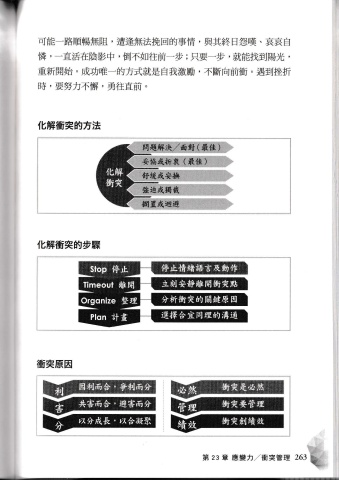 可能一路順暢無阻，遭逢無法挽回的事情，與其終日怨嘆、哀哀自
憐，一直活在陰影中，倒不如往前一步；只要一步，就能找到陽光，
重新開始。成功唯一的方式就是自我激勵，不斷向前衝。遇到挫折
時，要努力不懈，勇往直前。
化解衝突的方法
化解
衝突
問題解決／面對（最佳）
妥協或折衷（最佳）
舒緩或安撫
強迫或獨裁
擱置或迴避
化解衝突的步驟
Stop 停止 停止情緒語言及動作
Timeout 離開 立刻安靜離開衝突點
Organize 整理 分析衝突的關鍵原因
Plan 計畫 選擇合宜同理的溝通
衝突原因
利 因利而合，爭利而分
害 共害而合，避害而分
分 以分成長，以合凝聚
必然 衝突是必然
管理 衝突要管理
績效 衝突創績效
第 23 章 應變力／衝突管理 263